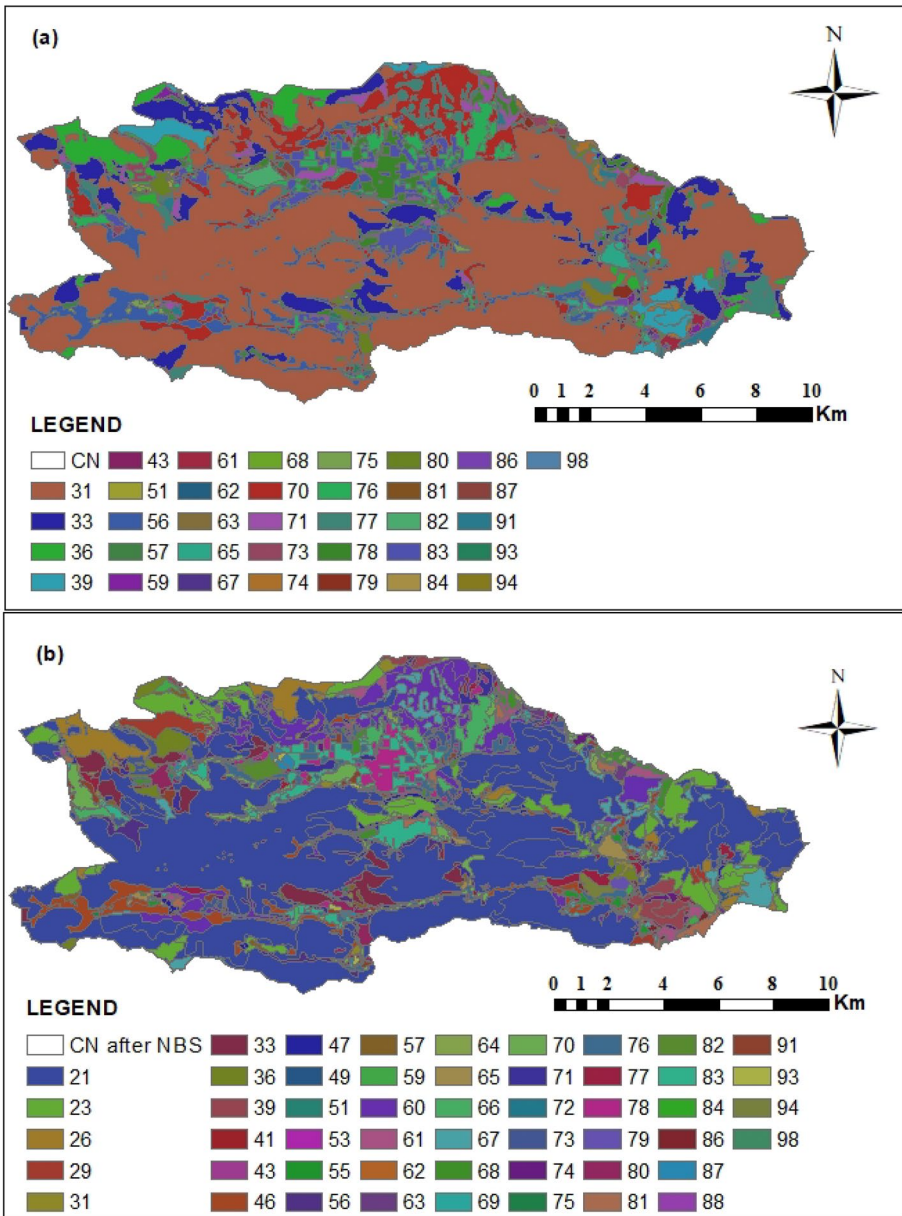 (a)
N
0 1 2 4 6 8 10
Km
LEGEND
CN 43 61 68 75 80 86 98
31 51 62 70 76 81 87
33 56 63 71 77 82 91
36 57 65 73 78 83 93
39 59 67 74 79 84 94
(b)
N
0 1 2 4 6 8 10
Km
LEGEND
CN after NBS 33 47 57 64 70 76 82 91
21 36 49 59 65 71 77 83 93
23 39 51 60 66 72 78 84 94
26 41 53 61 67 73 79 86 98
29 43 55 62 68 74 80 87
31 46 56 63 69 75 81 88